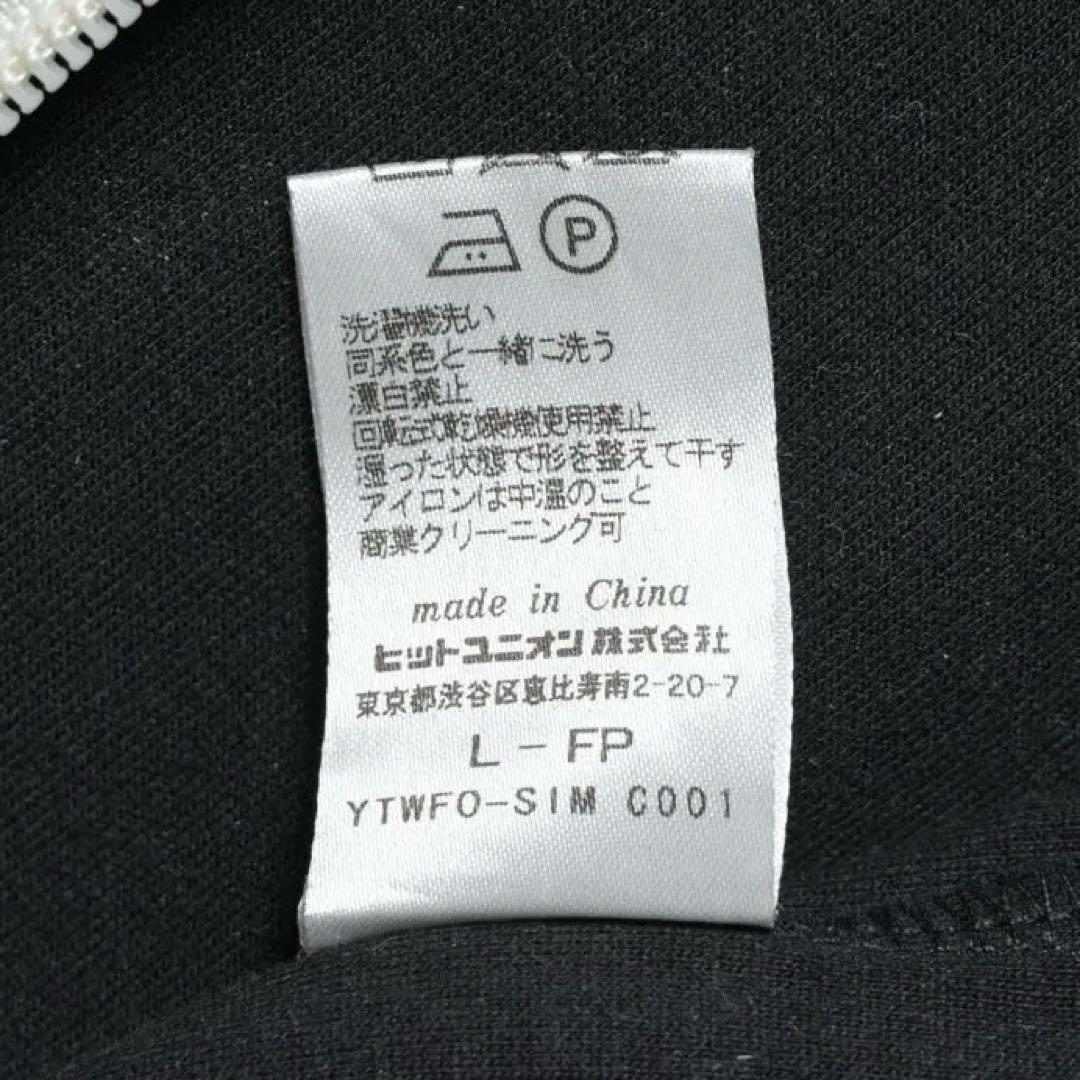 P
洗濯機洗い
同系色と一緒に洗う
漂白禁止
回転式乾燥機使用禁止
湿った状態で形を整えて干す
アイロンは中温のこと
商業クリーニング可
made in China
ヒットユニオン株式会社
東京都渋谷区恵比寿南2-20-7
L - FP
YTWFO-SIM C001